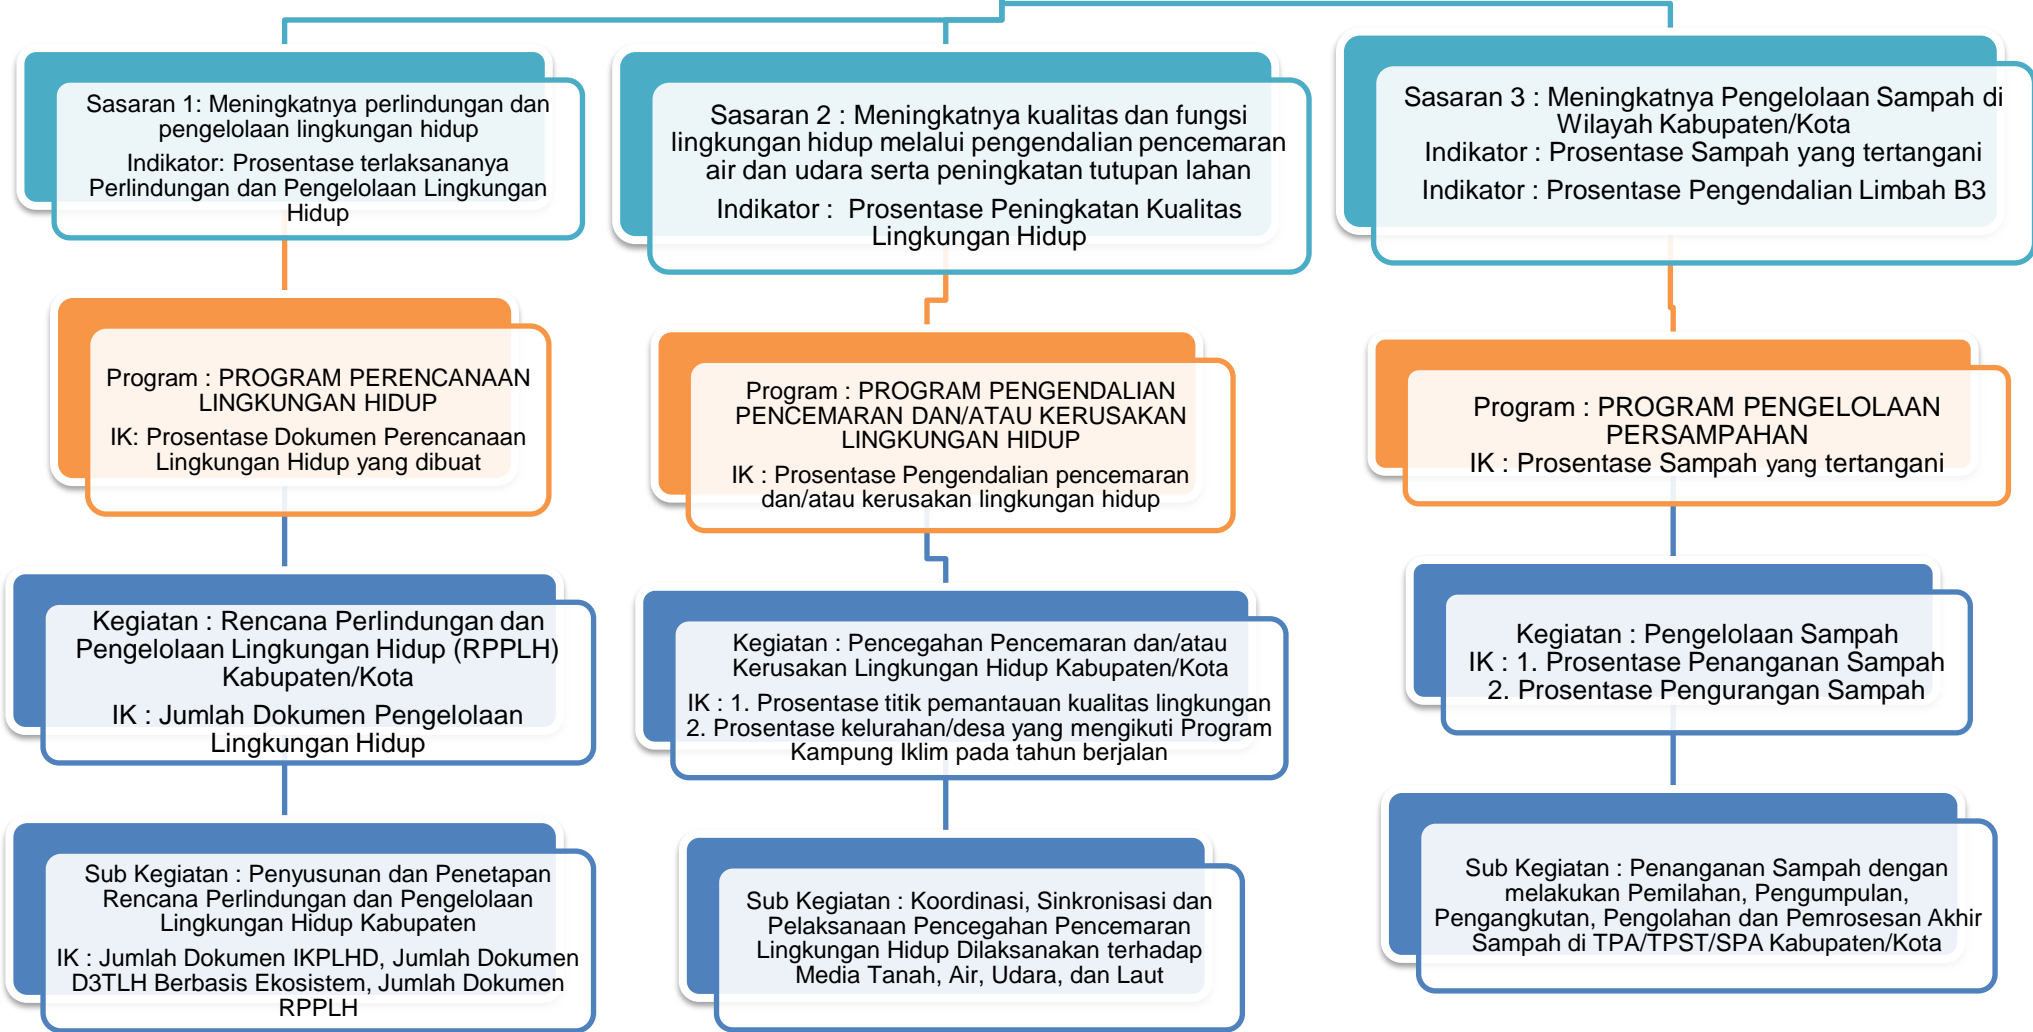 Sasaran 1: Meningkatnya perlindungan dan
pengelolaan lingkungan hidup
Indikator: Prosentase terlaksananya
Perlindungan dan Pengelolaan Lingkungan
Hidup
Program : PROGRAM PERENCANAAN
LINGKUNGAN HIDUP
IK: Prosentase Dokumen Perencanaan
Lingkungan Hidup yang dibuat
Kegiatan : Rencana Perlindungan dan
Pengelolaan Lingkungan Hidup (RPPLH)
Kabupaten/Kota
IK : Jumlah Dokumen Pengelolaan
Lingkungan Hidup
Sub Kegiatan : Penyusunan dan Penetapan
Rencana Perlindungan dan Pengelolaan
Lingkungan Hidup Kabupaten
IK : Jumlah Dokumen IKPLHD, Jumlah Dokumen
D3TLH Berbasis Ekosistem, Jumlah Dokumen
RPPLH
Sasaran 2 : Meningkatnya kualitas dan fungsi
lingkungan hidup melalui pengendalian pencemaran
air dan udara serta peningkatan tutupan lahan
Indikator : Prosentase Peningkatan Kualitas
Lingkungan Hidup
Program : PROGRAM PENGENDALIAN
PENCEMARAN DAN/ATAU KERUSAKAN
LINGKUNGAN HIDUP
IK : Prosentase Pengendalian pencemaran
dan/atau kerusakan lingkungan hidup
Kegiatan : Pencegahan Pencemaran dan/atau
Kerusakan Lingkungan Hidup Kabupaten/Kota
IK : 1. Prosentase titik pemantauan kualitas lingkungan
2. Prosentase kelurahan/desa yang mengikuti Program
Kampung Iklim pada tahun berjalan
Sub Kegiatan : Koordinasi, Sinkronisasi dan
Pelaksanaan Pencegahan Pencemaran
Lingkungan Hidup Dilaksanakan terhadap
Media Tanah, Air, Udara, dan Laut
Sasaran 3 : Meningkatnya Pengelolaan Sampah di
Wilayah Kabupaten/Kota
Indikator : Prosentase Sampah yang tertangani
Indikator : Prosentase Pengendalian Limbah B3
Program : PROGRAM PENGELOLAAN
PERSAMPAHAN
IK : Prosentase Sampah yang tertangani
Kegiatan : Pengelolaan Sampah
IK : 1. Prosentase Penanganan Sampah
2. Prosentase Pengurangan Sampah
Sub Kegiatan : Penanganan Sampah dengan
melakukan Pemilahan, Pengumpulan,
Pengangkutan, Pengolahan dan Pemrosesan Akhir
Sampah di TPA/TPST/SPA Kabupaten/Kota